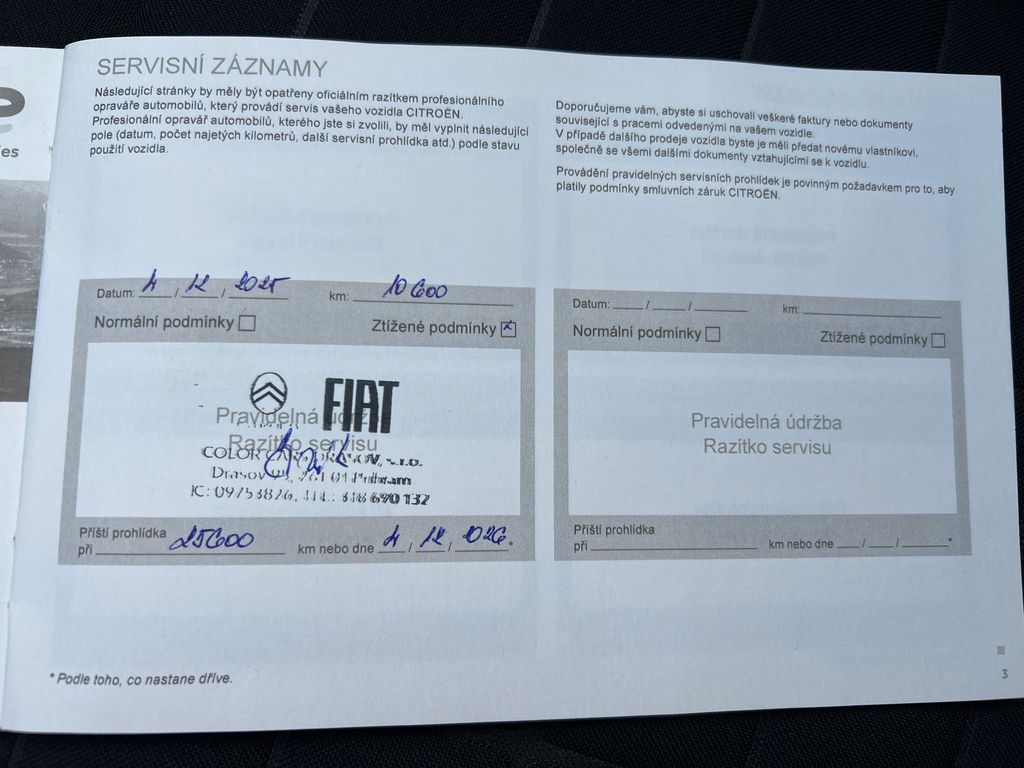 ies
SERVISNÍ ZÁZNAMY
Následující stránky by měly být opatřeny oficiálním razítkem profesionálního
opraváře automobilů, který provádí servis vašeho vozidla CITROËN.
Profesionální opravář automobilů, kterého jste si zvolili, by měl vyplnit následující
pole (datum, počet najetých kilometrů, další servisní prohlídka atd.) podle stavu
použití vozidla.
Datum: 4 / 12 / 2025 km: 10600
Normální podmínky Ztížené podmínky x
FIAT
Pravidelná údržba
Razítko servisu
COLOR s.r.o.
Drasov 261 01 Příbram
IC: 09753876, TEL.: 318 690 132
Příští prohlídka
při 25600 km nebo dne 4 / 12 / 2026 *
* Podle toho, co nastane dříve.
Doporučujeme vám, abyste si uschovali veškeré faktury nebo dokumenty
související s pracemi odvedenými na vašem vozidle.
V případě dalšího prodeje vozidla byste je měli předat novému vlastníkovi,
společně se všemi dalšími dokumenty vztahujícími se k vozidlu.
Provádění pravidelných servisních prohlídek je povinným požadavkem pro to, aby
platily podmínky smluvních záruk CITROËN.
Datum: / / km:
Normální podmínky Ztížené podmínky
Pravidelná údržba
Razítko servisu
Příští prohlídka
při km nebo dne / / *
3